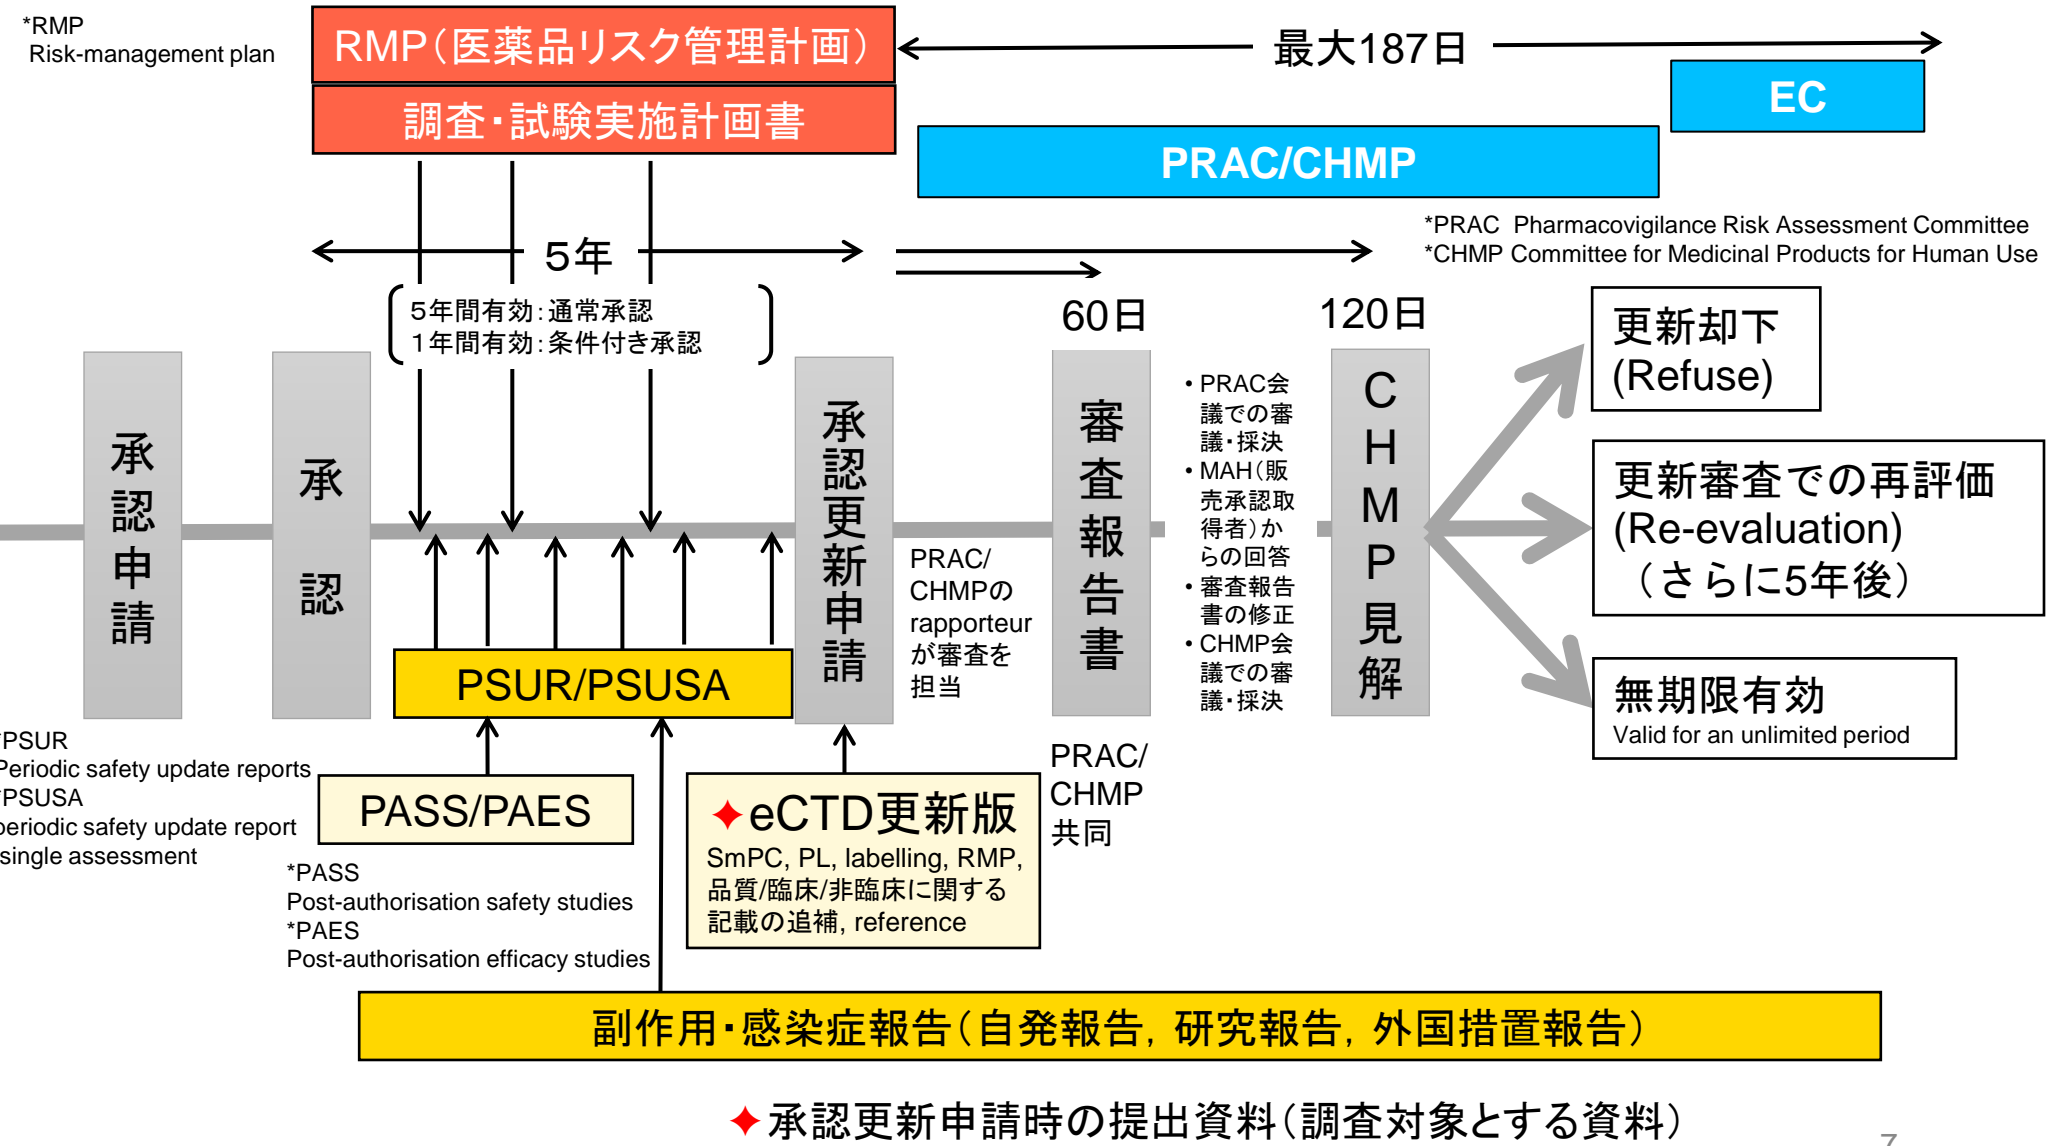 *RMP
Risk-management plan
RMP（医薬品リスク管理計画）
調査・試験実施計画書
最大187日
EC
PRAC/CHMP
*PRAC Pharmacovigilance Risk Assessment Committee
*CHMP Committee for Medicinal Products for Human Use
５年
５年間有効：通常承認
１年間有効：条件付き承認
60日
120日
承認申請
承認
承認更新申請
PRAC/
CHMPの
rapporteur
が審査を
担当
審査報告書
• PRAC会
議での審
議・採決
• MAH（販
売承認取
得者）か
らの回答
• 審査報告
書の修正
• CHMP会
議での審
議・採決
CHMP見解
更新却下
(Refuse)
更新審査での再評価
(Re-evaluation)
（さらに5年後）
無期限有効
Valid for an unlimited period
PSUR/PSUSA
*PSUR
Periodic safety update reports
*PSUSA
periodic safety update report
single assessment
PASS/PAES
*PASS
Post-authorisation safety studies
*PAES
Post-authorisation efficacy studies
✦eCTD更新版
SmPC, PL, labelling, RMP,
品質/臨床/非臨床に関する
記載の追補, reference
PRAC/
CHMP
共同
副作用・感染症報告（自発報告，研究報告，外国措置報告）
✦承認更新申請時の提出資料（調査対象とする資料）
7